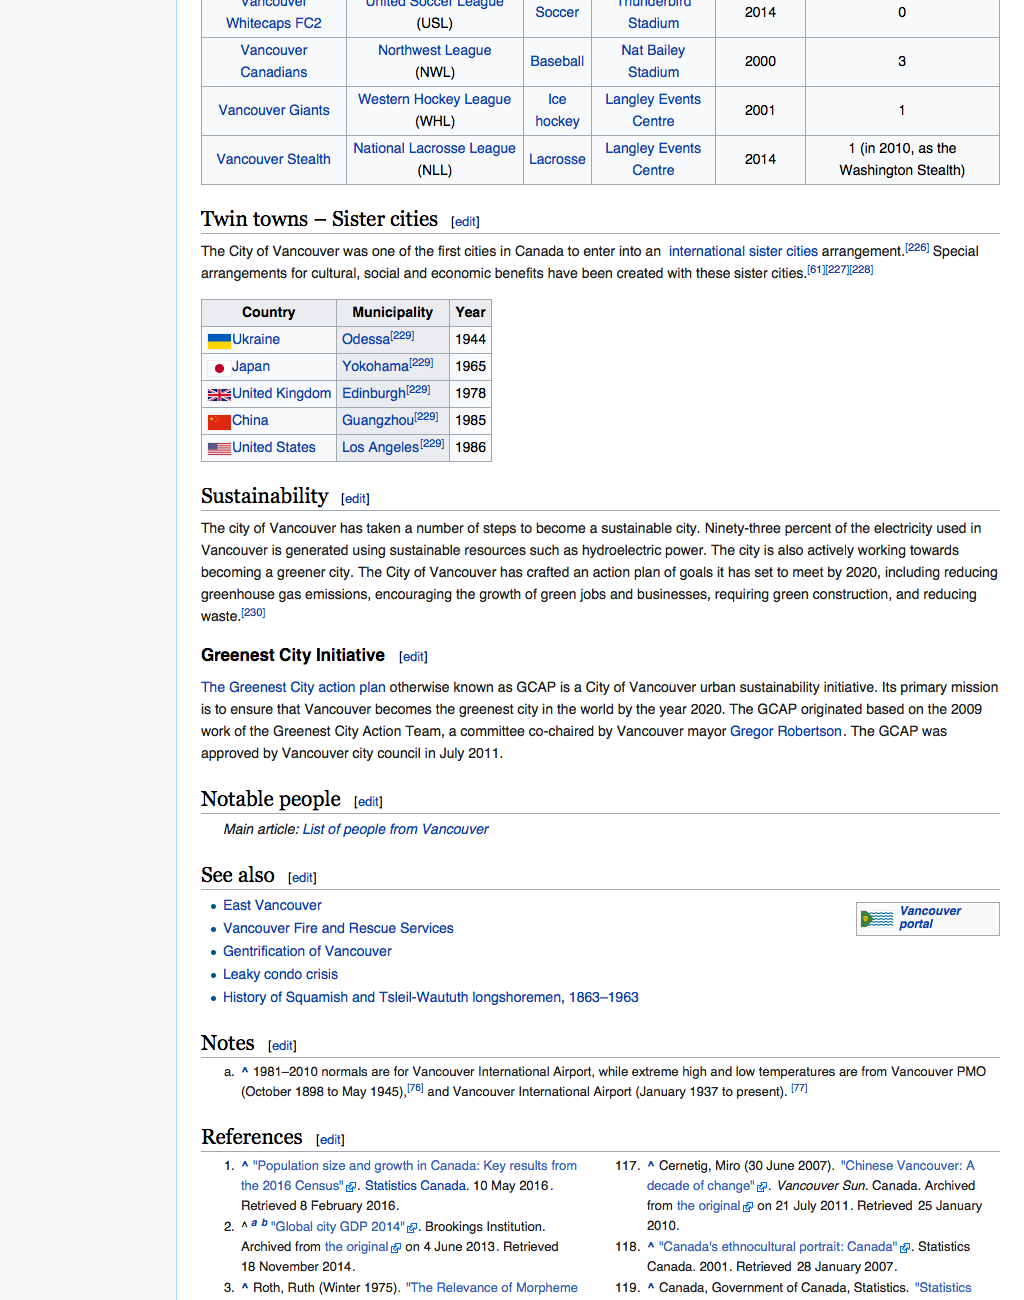 Vancouver United Soccer League Thunderbird
Whitecaps FC2 (USL) Soccer Stadium 2014 0
Vancouver Northwest League Nat Bailey
Canadians (NWL) Baseball Stadium 2000 3
Vancouver Giants Western Hockey League Ice Langley Events 2001 1
(WHL) hockey Centre
Vancouver Stealth National Lacrosse League Lacrosse Langley Events 2014 1 (in 2010, as the
(NLL) Centre Washington Stealth)
Twin towns – Sister cities [edit]
The City of Vancouver was one of the first cities in Canada to enter into an international sister cities arrangement.[226] Special
arrangements for cultural, social and economic benefits have been created with these sister cities.[61][227][228]
Country Municipality Year
Ukraine Odessa[229] 1944
Japan Yokohama[229] 1965
United Kingdom Edinburgh[229] 1978
China Guangzhou[229] 1985
United States Los Angeles[229] 1986
Sustainability [edit]
The city of Vancouver has taken a number of steps to become a sustainable city. Ninety-three percent of the electricity used in
Vancouver is generated using sustainable resources such as hydroelectric power. The city is also actively working towards
becoming a greener city. The City of Vancouver has crafted an action plan of goals it has set to meet by 2020, including reducing
greenhouse gas emissions, encouraging the growth of green jobs and businesses, requiring green construction, and reducing
waste.[230]
Greenest City Initiative [edit]
The Greenest City action plan otherwise known as GCAP is a City of Vancouver urban sustainability initiative. Its primary mission
is to ensure that Vancouver becomes the greenest city in the world by the year 2020. The GCAP originated based on the 2009
work of the Greenest City Action Team, a committee co-chaired by Vancouver mayor Gregor Robertson. The GCAP was
approved by Vancouver city council in July 2011.
Notable people [edit]
Main article: List of people from Vancouver
See also [edit]
• East Vancouver
• Vancouver Fire and Rescue Services
• Gentrification of Vancouver
• Leaky condo crisis
• History of Squamish and Tsleil-Waututh longshoremen, 1863–1963
Vancouver
portal
Notes [edit]
a. ^ 1981–2010 normals are for Vancouver International Airport, while extreme high and low temperatures are from Vancouver PMO
(October 1898 to May 1945),[76] and Vancouver International Airport (January 1937 to present). [77]
References [edit]
1. ^ "Population size and growth in Canada: Key results from
the 2016 Census". Statistics Canada. 10 May 2016.
Retrieved 8 February 2016.
2. ^ a b "Global city GDP 2014". Brookings Institution.
Archived from the original on 4 June 2013. Retrieved
18 November 2014.
3. ^ Roth, Ruth (Winter 1975). "The Relevance of Morpheme
117. ^ Cernetig, Miro (30 June 2007). "Chinese Vancouver: A
decade of change". Vancouver Sun. Canada. Archived
from the original on 21 July 2011. Retrieved 25 January
2010.
118. ^ "Canada's ethnocultural portrait: Canada". Statistics
Canada. 2001. Retrieved 28 January 2007.
119. ^ Canada, Government of Canada, Statistics. "Statistics